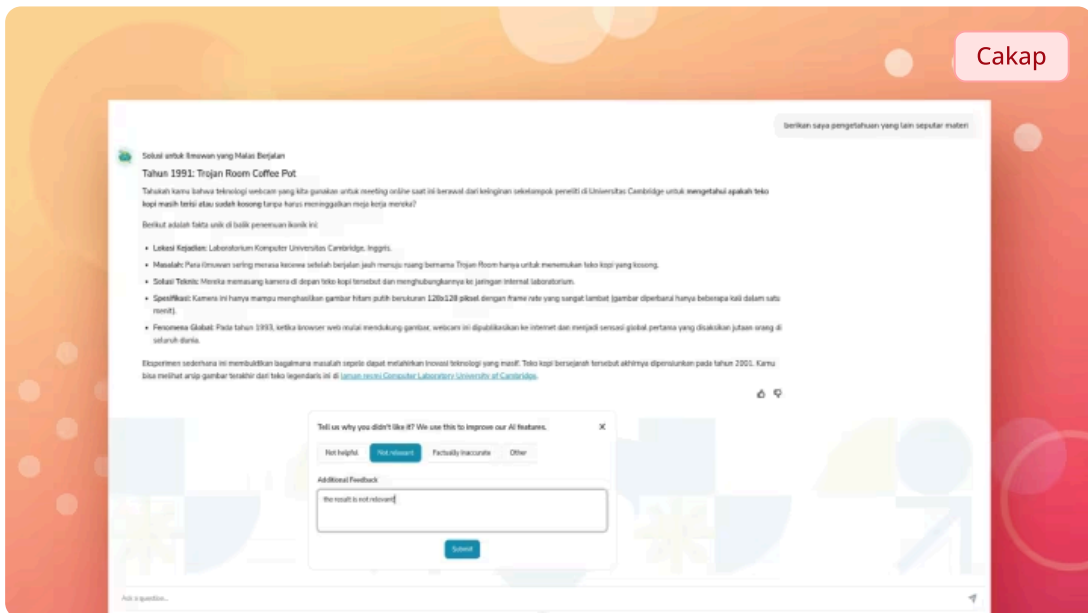 Cakap
berikan saya pengetahuan yang lain seputar materi
Solusi untuk Ilmuwan yang Malas Berjalan
Tahun 1991: Trojan Room Coffee Pot
Tahukah kamu bahwa teknologi webcam yang kita gunakan untuk meeting online saat ini berawal dari keinginan sekelompok peneliti di Universitas Cambridge untuk mengetahui apakah teko
kopi masih terisi atau sudah kosong tanpa harus meninggalkan meja kerja mereka?
Berikut adalah fakta unik di balik penemuan ikonik ini:
• Lokasi Kejadian: Laboratorium Komputer Universitas Cambridge, Inggris.
• Masalah: Para ilmuwan sering merasa kecewa setelah berjalan jauh menuju ruang bernama Trojan Room hanya untuk menemukan teko kopi yang kosong.
• Solusi Teknis: Mereka memasang kamera di depan teko kopi tersebut dan menghubungkannya ke jaringan internal laboratorium.
• Spesifikasi: Kamera ini hanya mampu menghasilkan gambar hitam putih berukuran 128x128 piksel dengan frame rate yang sangat lambat (gambar diperbarui hanya beberapa kali dalam satu
menit).
• Fenomena Global: Pada tahun 1993, ketika browser web mulai mendukung gambar, webcam ini dipublikasikan ke internet dan menjadi sensasi global pertama yang disaksikan jutaan orang di
seluruh dunia.
Eksperimen sederhana ini membuktikan bagaimana masalah sepele dapat melahirkan inovasi teknologi yang masif. Teko kopi bersejarah tersebut akhirnya dipensiunkan pada tahun 2001. Kamu
bisa melihat arsip gambar terakhir dari teko legendaris ini di laman resmi Computer Laboratory University of Cambridge.
Tell us why you didn't like it? We use this to improve our AI features.
Not helpful Not relevant Factually inaccurate Other
Additional Feedback
the result is not relevant
Submit
Ask a question...